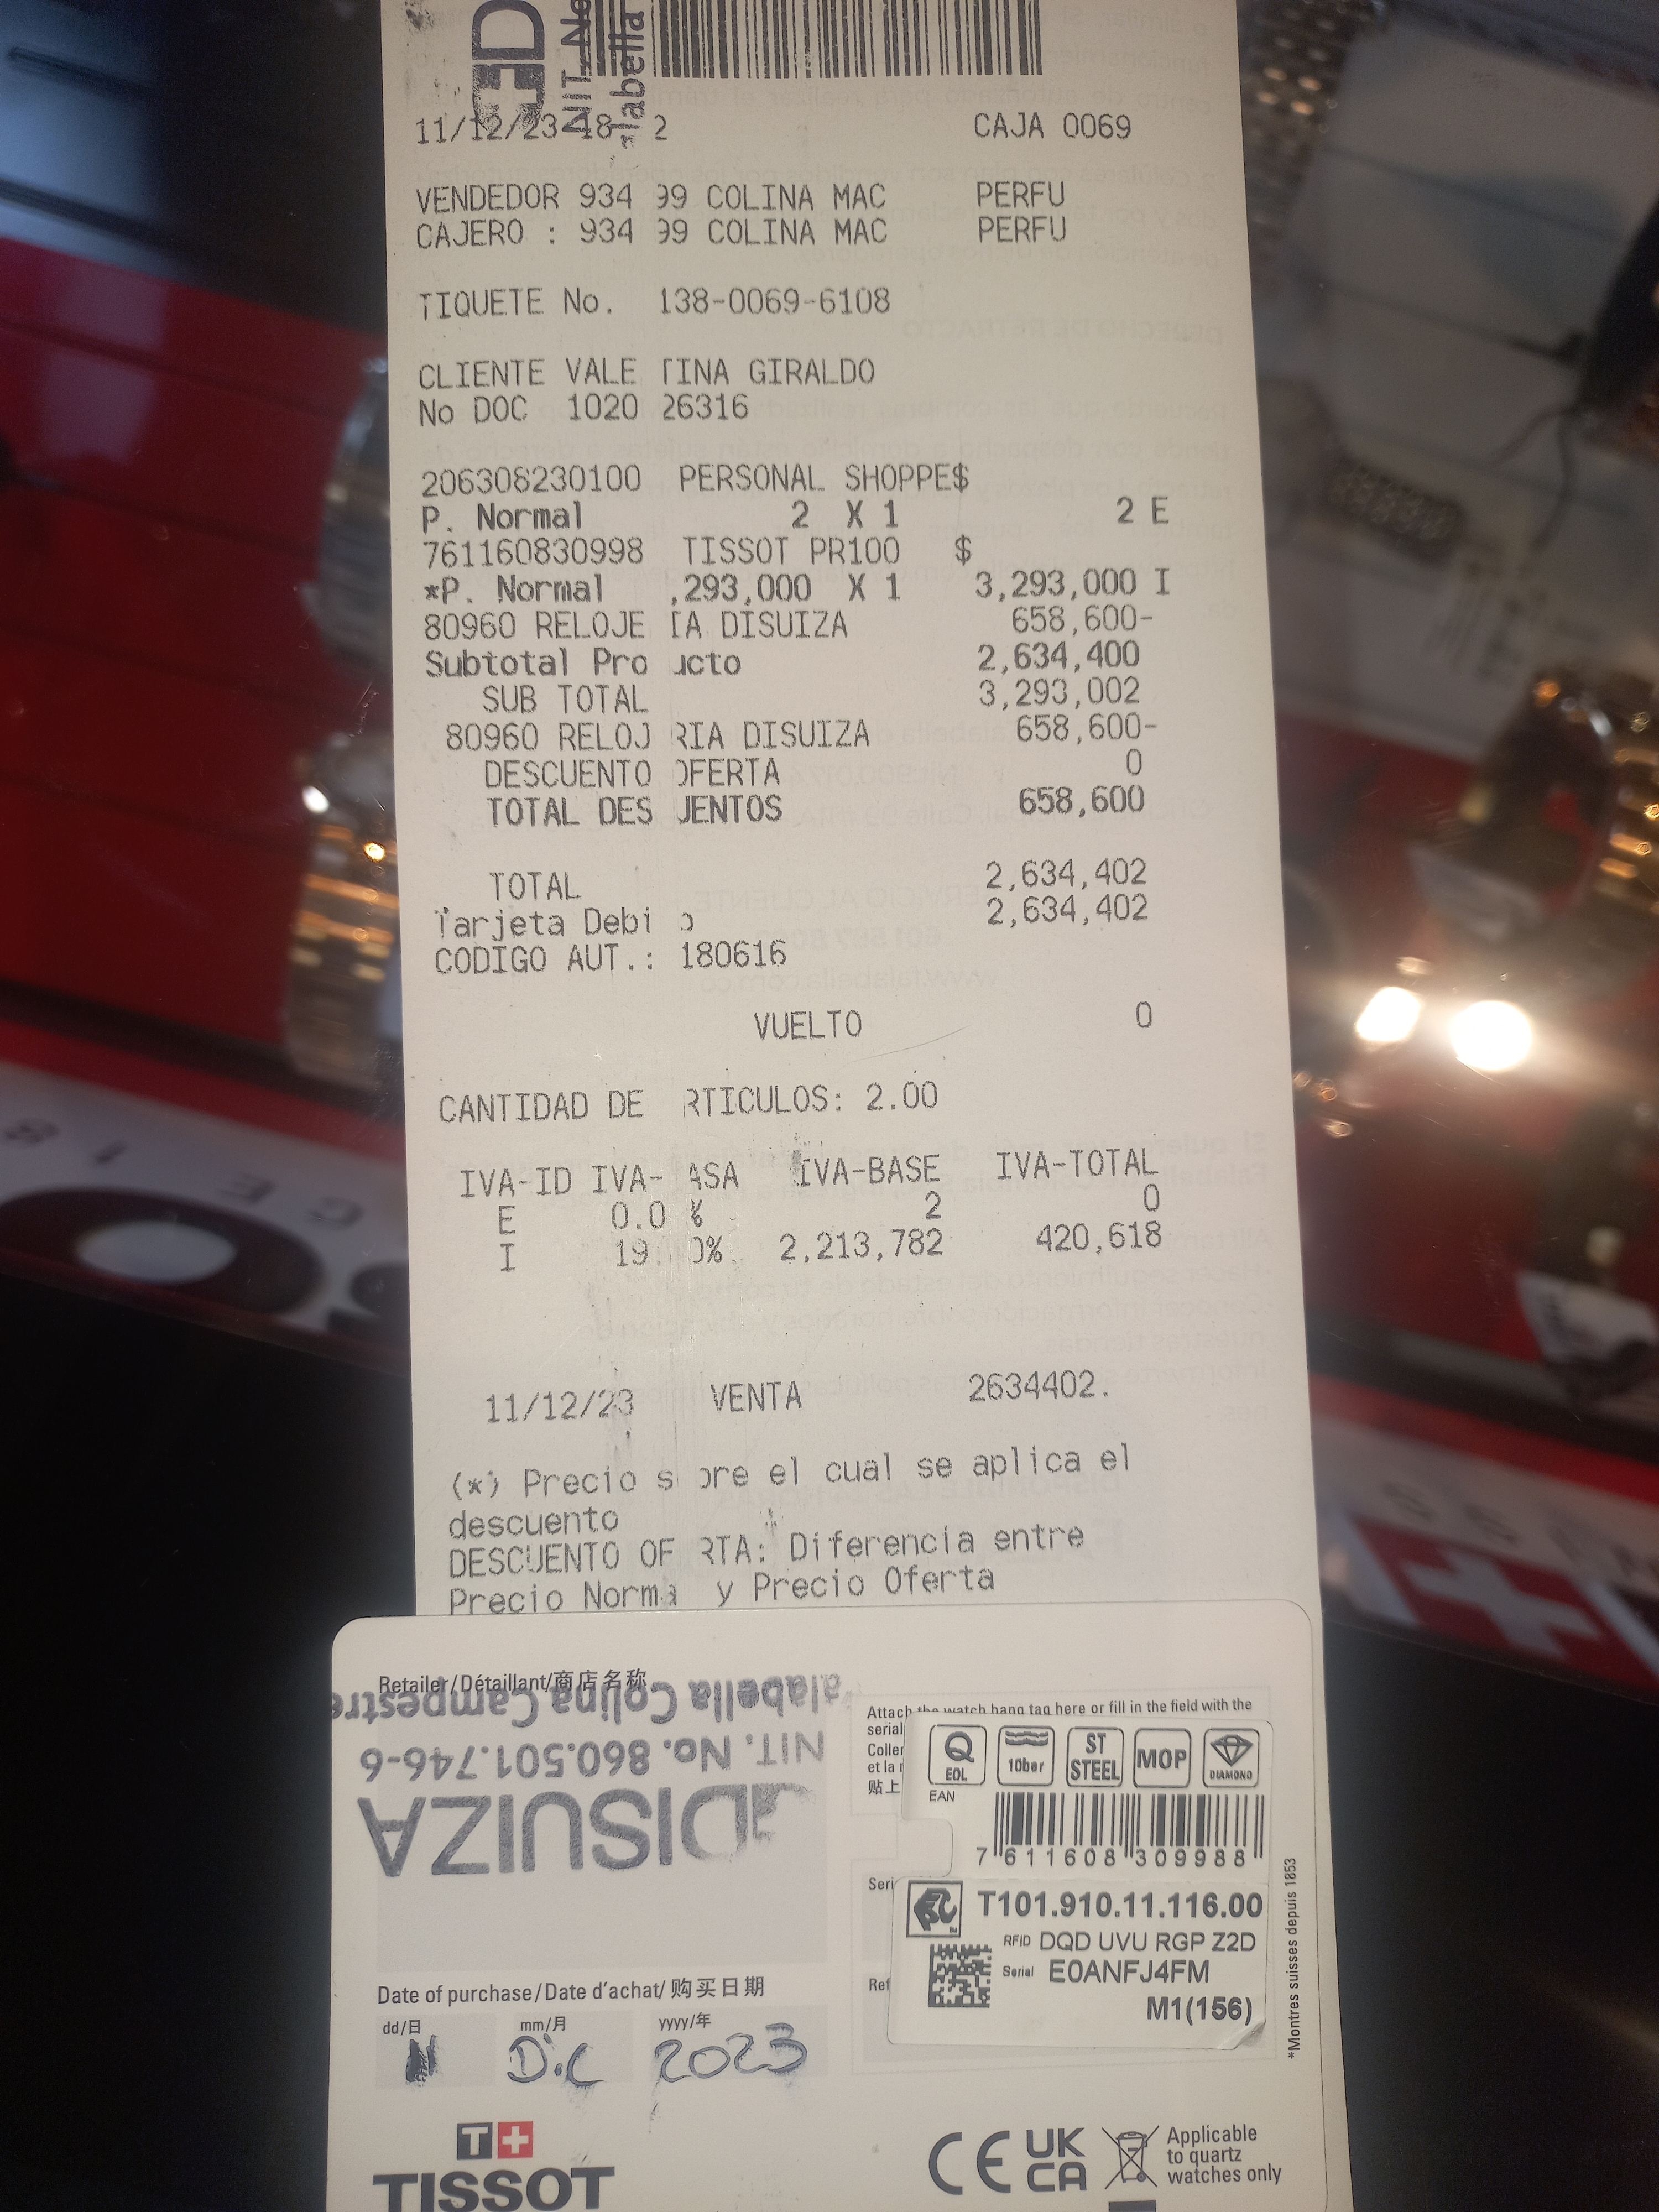 11/12/23 18 2 CAJA 0069
VENDEDOR 934 99 COLINA MAC PERFU
CAJERO : 934 99 COLINA MAC PERFU
TIQUETE No. 138-0069-6108
CLIENTE VALE TINA GIRALDO
No DOC 1020 26316
206308230100 PERSONAL SHOPPE$
P. Normal 2 X 1 2 E
761160830998 TISSOT PR100 $
*P. Normal ,293,000 X 1 3,293,000 I
80960 RELOJE IA DISUIZA 658,600-
Subtotal Pro ucto 2,634,400
SUB TOTAL 3,293,002
80960 RELOJ RIA DISUIZA 658,600-
DESCUENTO OFERTA 0
TOTAL DES UENTOS 658,600
TOTAL 2,634,402
Tarjeta Debi o 2,634,402
CODIGO AUT.: 180616
VUELTO 0
CANTIDAD DE RTICULOS: 2.00
IVA-ID IVA- ASA IVA-BASE IVA-TOTAL
E 0.0 % 2 0
I 19. 0% 2,213,782 420,618
11/12/23 VENTA 2634402.
(*) Precio s bre el cual se aplica el
descuento
DESCUENTO OF RTA: Diferencia entre
Precio Norma y Precio Oferta
Retailer/Détaillant/商店名称
Falabella Colina Campestre
NIT. No. 860.501.746-6
DISUIZA
Attach the watch hang tag here or fill in the field with the
serial
et la
贴上
Q EOL
10bar
ST STEEL
MOP
DIAMOND
EAN
7 611608 309988
T101.910.11.116.00
RFID DQD UVU RGP Z2D
Serial E0ANFJ4FM
M1(156)
Seri
Ref
*Montres suisses depuis 1853
Date of purchase/Date d'achat/购买日期
dd/日 mm/月 yyyy/年
11 Dic 2023
T+
TISSOT
CE UK CA
Applicable
to quartz
watches only